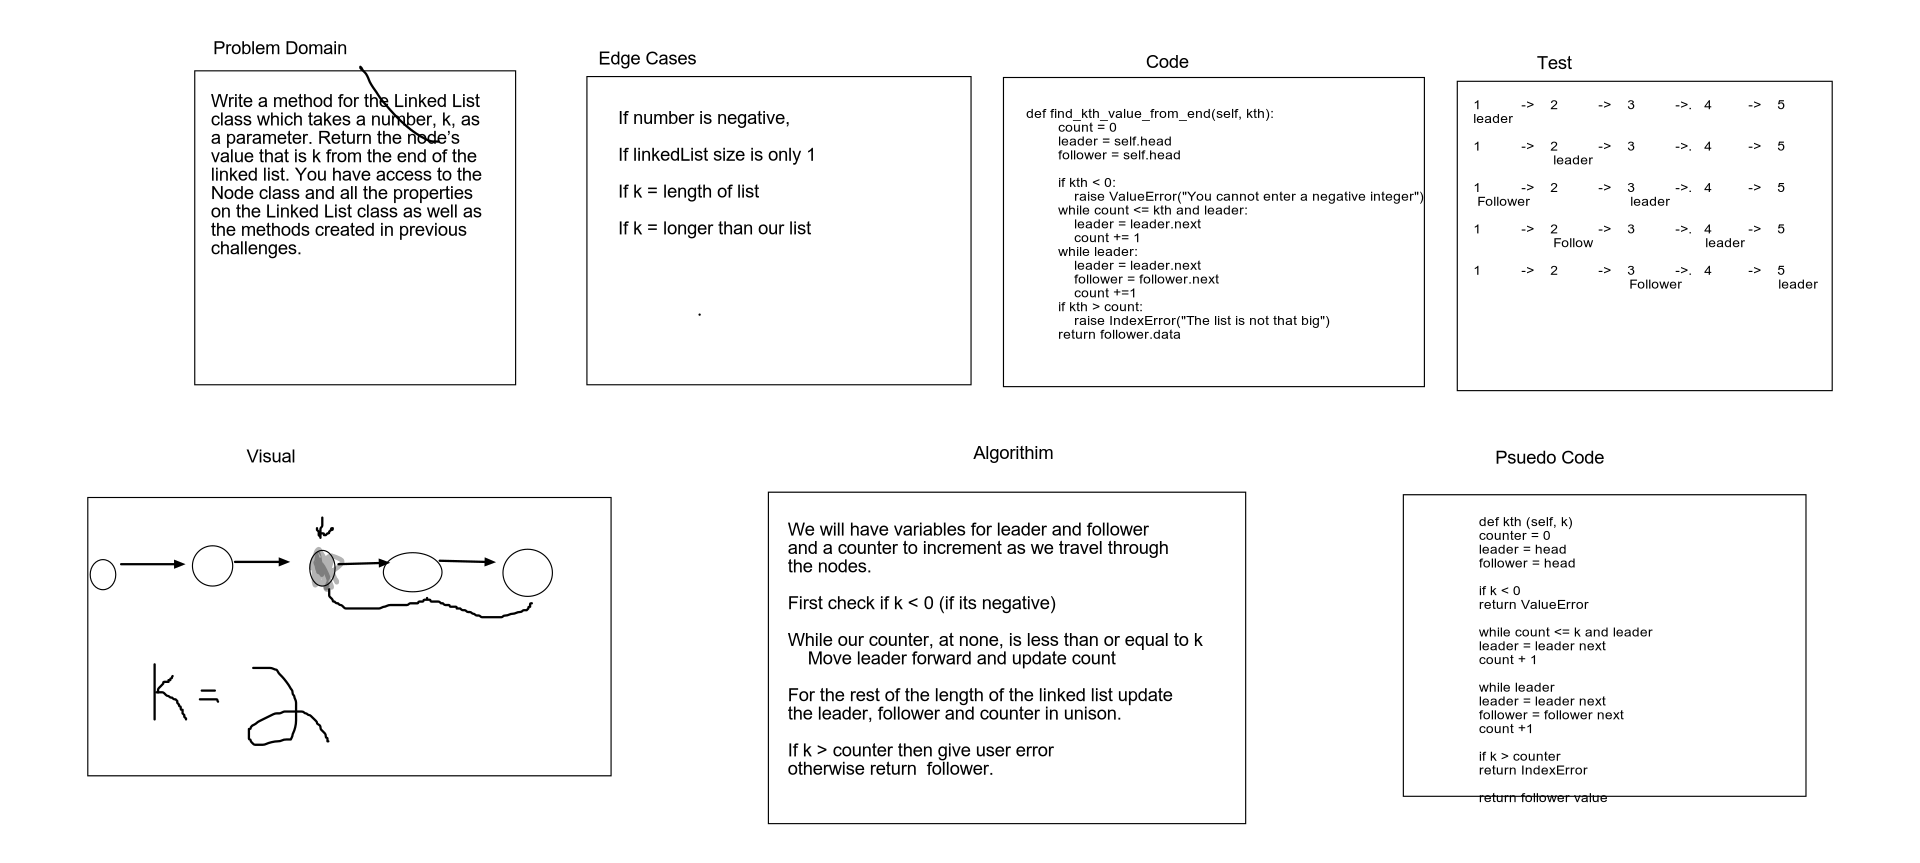 Problem Domain
Write a method for the Linked List
class which takes a number, k, as
a parameter. Return the node's
value that is k from the end of the
linked list. You have access to the
Node class and all the properties
on the Linked List class as well as
the methods created in previous
challenges.
Edge Cases
If number is negative,
If linkedList size is only 1
If k = length of list
If k = longer than our list
Code
def find_kth_value_from_end(self, kth):
count = 0
leader = self.head
follower = self.head
if kth < 0:
raise ValueError("You cannot enter a negative integer")
while count <= kth and leader:
leader = leader.next
count += 1
while leader:
leader = leader.next
follower = follower.next
count +=1
if kth > count:
raise IndexError("The list is not that big")
return follower.data
Test
1 -> 2 -> 3 ->. 4 -> 5
leader
1 -> 2 -> 3 ->. 4 -> 5
leader
1 -> 2 -> 3 ->. 4 -> 5
Follower leader
1 -> 2 -> 3 ->. 4 -> 5
Follow leader
1 -> 2 -> 3 ->. 4 -> 5
Follower leader
Visual
k = 2
Algorithim
We will have variables for leader and follower
and a counter to increment as we travel through
the nodes.
First check if k < 0 (if its negative)
While our counter, at none, is less than or equal to k
Move leader forward and update count
For the rest of the length of the linked list update
the leader, follower and counter in unison.
If k > counter then give user error
otherwise return  follower.
Psuedo Code
def kth (self, k)
counter = 0
leader = head
follower = head
if k < 0
return ValueError
while count <= k and leader
leader = leader next
count + 1
while leader
leader = leader next
follower = follower next
count +1
if k > counter
return IndexError
return follower value